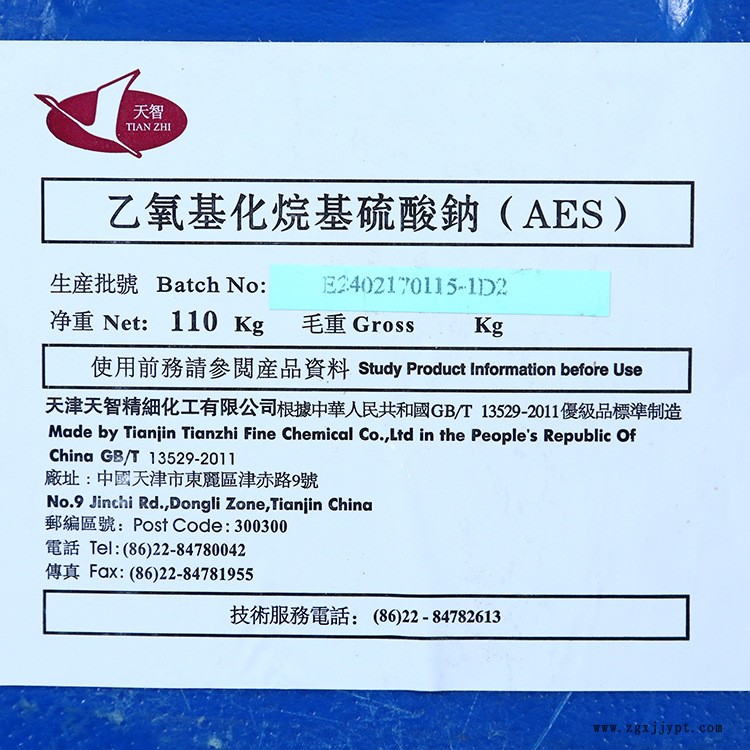 天智
TIAN ZHI
乙氧基化烷基硫酸鈉（AES）
生産批號 Batch No: E2402170115-1D2
净重 Net: 110 Kg 毛重 Gross Kg
使用前務請參閲産品資料 Study Product Information before Use
天津天智精細化工有限公司根據中華人民共和國GB/T 13529-2011優級品標準制造
Made by Tianjin Tianzhi Fine Chemical Co.,Ltd in the People's Republic Of
China GB/T 13529-2011
廠址：中國天津市東麗區津赤路9號
No.9 Jinchi Rd.,Dongli Zone,Tianjin China
郵編區號：Post Code: 300300
電話 Tel:(86)22-84780042
傳真 Fax: (86)22-84781955
技術服務電話：(86)22-84782613
www.zgxjjypt.com